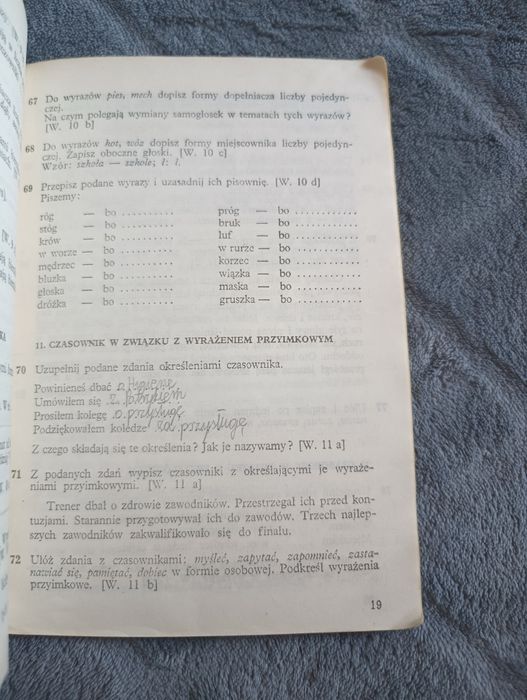 67 Do wyrazów pies, mech dopisz formy dopełniacza liczby pojedyn-
czej.
Na czym polegają wymiany samogłosek w tematach tych wyrazów?
[W. 10 b]
68 Do wyrazów kot, wóz dopisz formy miejscownika liczby pojedyn-
czej. Zapisz oboczne głoski. [W. 10 c]
Wzór: szkoła — szkole; ł: l.
69 Przepisz podane wyrazy i uzasadnij ich pisownię. [W. 10 d]
Piszemy:
róg — bo .......... próg — bo ............
stóg — bo .......... bruk — bo ............
krów — bo .......... luf — bo ............
w worze — bo .......... w rurze — bo ............
mędrzec — bo .......... korzec — bo ............
bluzka — bo .......... wiązka — bo ............
głoska — bo .......... maska — bo ............
dróżka — bo .......... gruszka — bo ............
11. CZASOWNIK W ZWIĄZKU Z WYRAŻENIEM PRZYIMKOWYM
70 Uzupełnij podane zdania określeniami czasownika.
Powinieneś dbać o higienę
Umówiłem się z
Prosiłem kolegę o przysługę
Podziękowałem koledze za przysługę
Z czego składają się te określenia? Jak je nazywamy? [W. 11 a]
71 Z podanych zdań wypisz czasowniki z określającymi je wyraże-
niami przyimkowymi. [W. 11 a]
Trener dbał o zdrowie zawodników. Przestrzegał ich przed kon-
tuzjami. Starannie przygotowywał ich do zawodów. Trzech najlep-
szych zawodników zakwalifikowało się do finału.
72 Ułóż zdania z czasownikami: myśleć, zapytać, zapomnieć, zasta-
nawiać się, pamiętać, dobiec w formie osobowej. Podkreśl wyrażenia
przyimkowe. [W. 11 b]
19